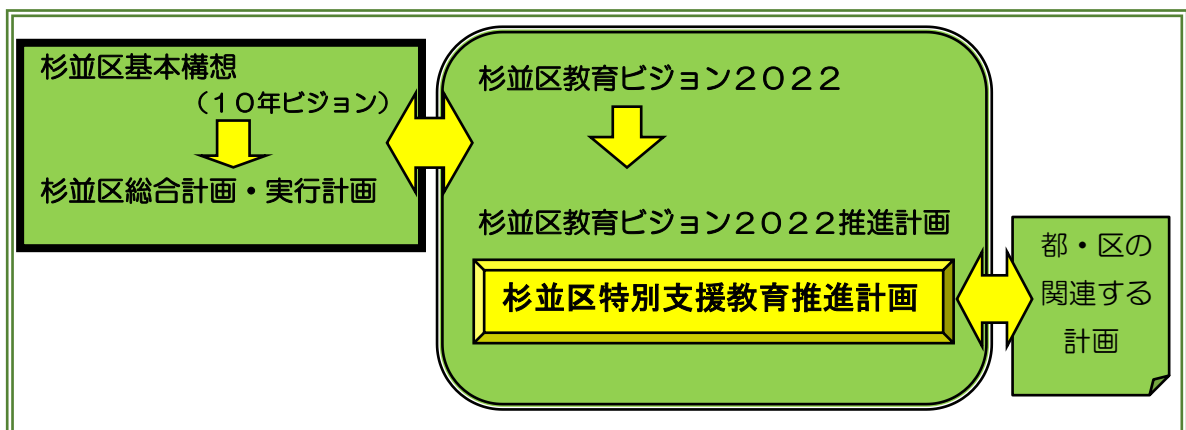 杉並区基本構想
（１０年ビジョン）
杉並区総合計画・実行計画
杉並区教育ビジョン２０２２
杉並区教育ビジョン２０２２推進計画
杉並区特別支援教育推進計画
都・区の
関連する
計画